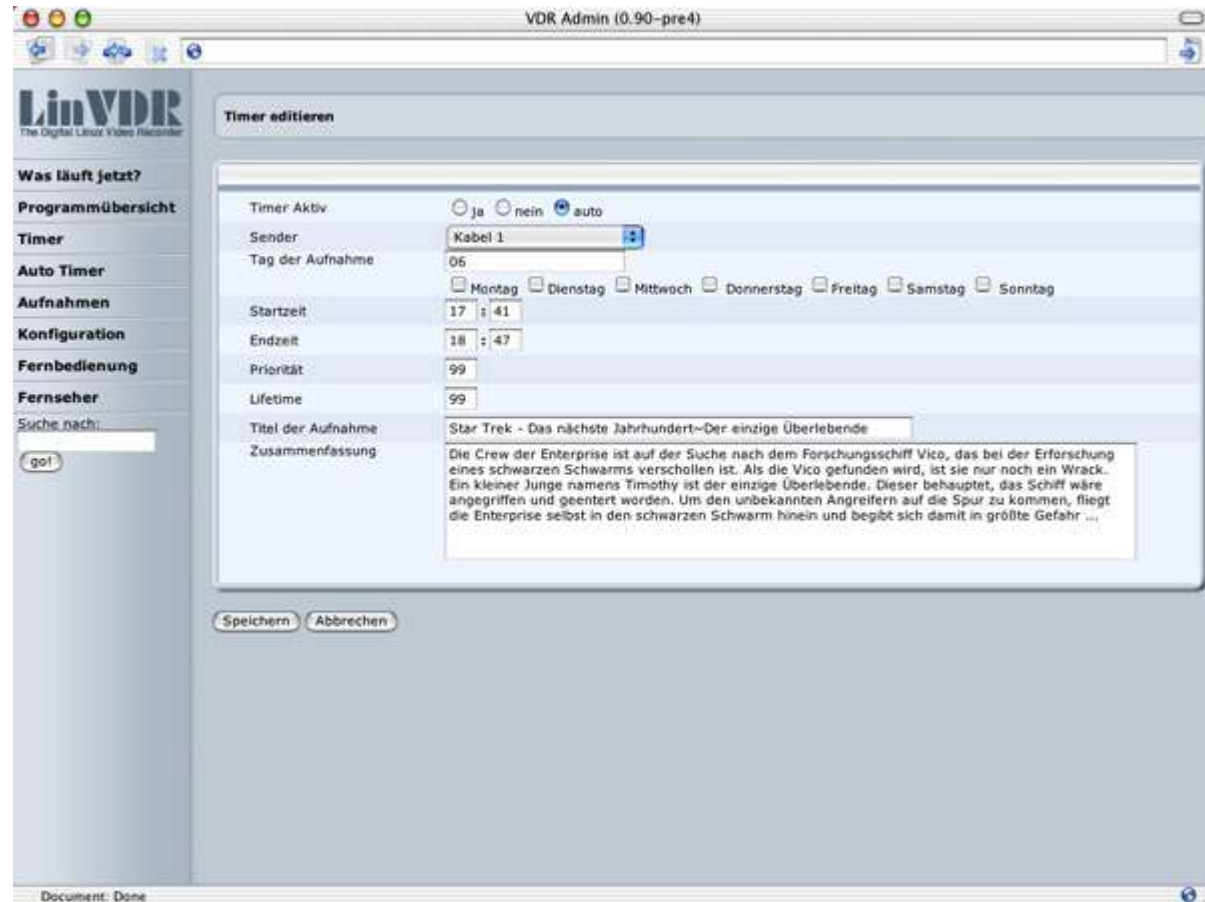 VDR Admin (0.90-pre4)
LinVDR
The Digital Linux Video Recorder
Was läuft jetzt?
Programmübersicht
Timer
Auto Timer
Aufnahmen
Konfiguration
Fernbedienung
Fernseher
Suche nach:
go!
Timer editieren
Timer Aktiv ja nein auto
Sender Kabel 1
Tag der Aufnahme 06
Montag Dienstag Mittwoch Donnerstag Freitag Samstag Sonntag
Startzeit 17 : 41
Endzeit 18 : 47
Priorität 99
Lifetime 99
Titel der Aufnahme Star Trek - Das nächste Jahrhundert~Der einzige Überlebende
Zusammenfassung Die Crew der Enterprise ist auf der Suche nach dem Forschungsschiff Vico, das bei der Erforschung
eines schwarzen Schwarms verschollen ist. Als die Vico gefunden wird, ist sie nur noch ein Wrack.
Ein kleiner Junge namens Timothy ist der einzige Überlebende. Dieser behauptet, das Schiff wäre
angegriffen und geentert worden. Um den unbekannten Angreifern auf die Spur zu kommen, fliegt
die Enterprise selbst in den schwarzen Schwarm hinein und begibt sich damit in größte Gefahr ...
Speichern Abbrechen
Document: Done